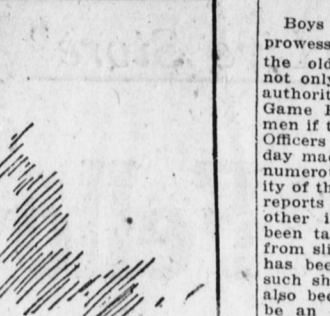 Boys
prowess
the old
not only
authorit
Game P
men if t
Officers
day mad
numerou
ity of th
reports
other i
been ta
from sli
has bee
such sh
also bee
be an